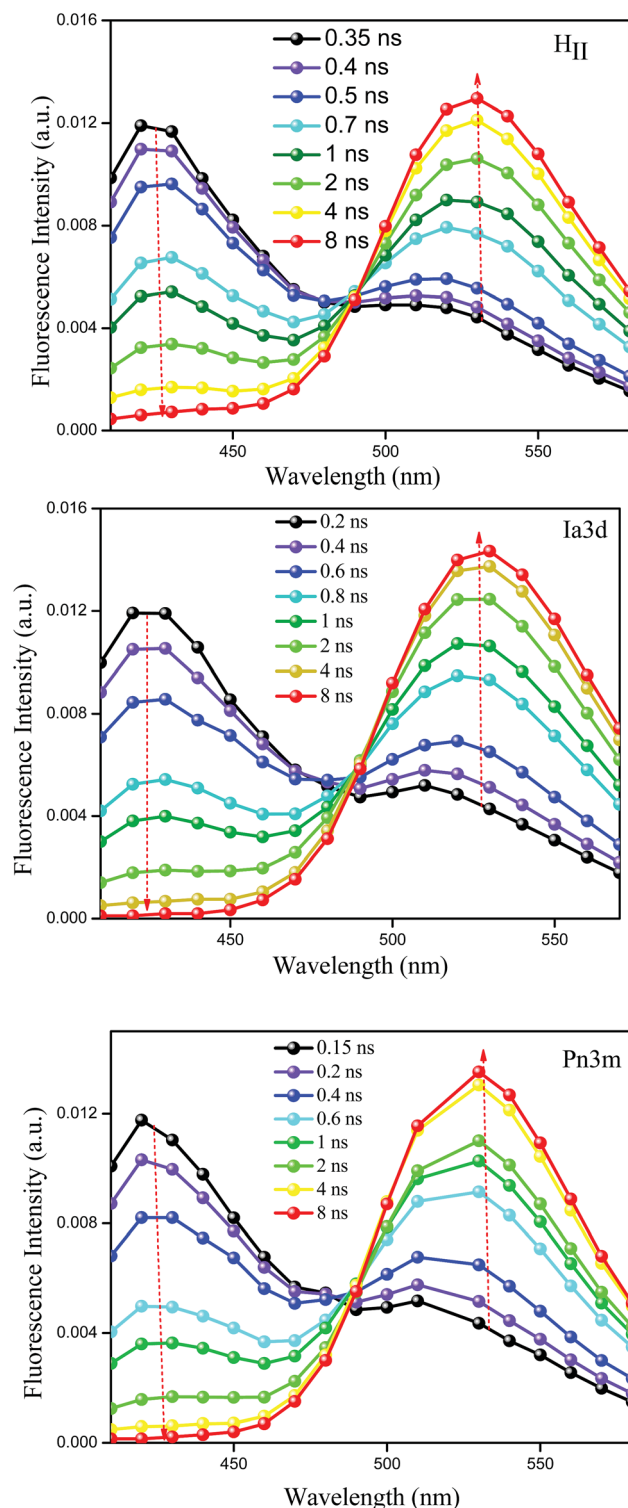 0.016
0.012
0.008
0.004
0.000
Fluorescence Intensity (a.u.)
0.35 ns
0.4 ns
0.5 ns
0.7 ns
1 ns
2 ns
4 ns
8 ns
HII
450
500
550
Wavelength (nm)
0.016
0.012
0.008
0.004
0.000
Fluorescence Intensity (a.u.)
0.2 ns
0.4 ns
0.6 ns
0.8 ns
1 ns
2 ns
4 ns
8 ns
Ia3d
450
500
550
Wavelength (nm)
0.012
0.008
0.004
0.000
Fluorescence Intensity (a.u.)
0.15 ns
0.2 ns
0.4 ns
0.6 ns
1 ns
2 ns
4 ns
8 ns
Pn3m
450
500
550
Wavelength (nm)